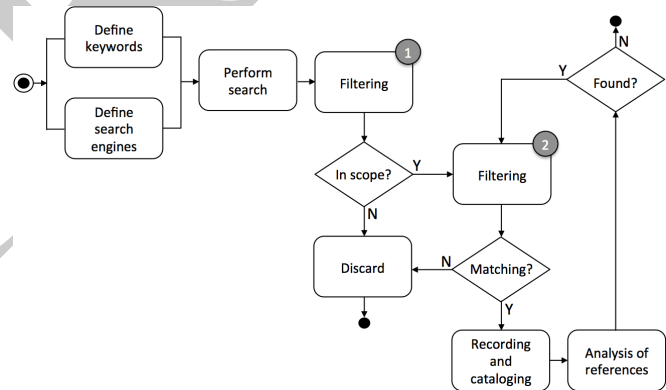 Define
keywords
Define
search
engines
Perform
search
1
Filtering
In scope?
Y
N
Discard
2
Filtering
Matching?
N
Y
Recording
and
cataloging
Analysis of
references
Found?
Y
N